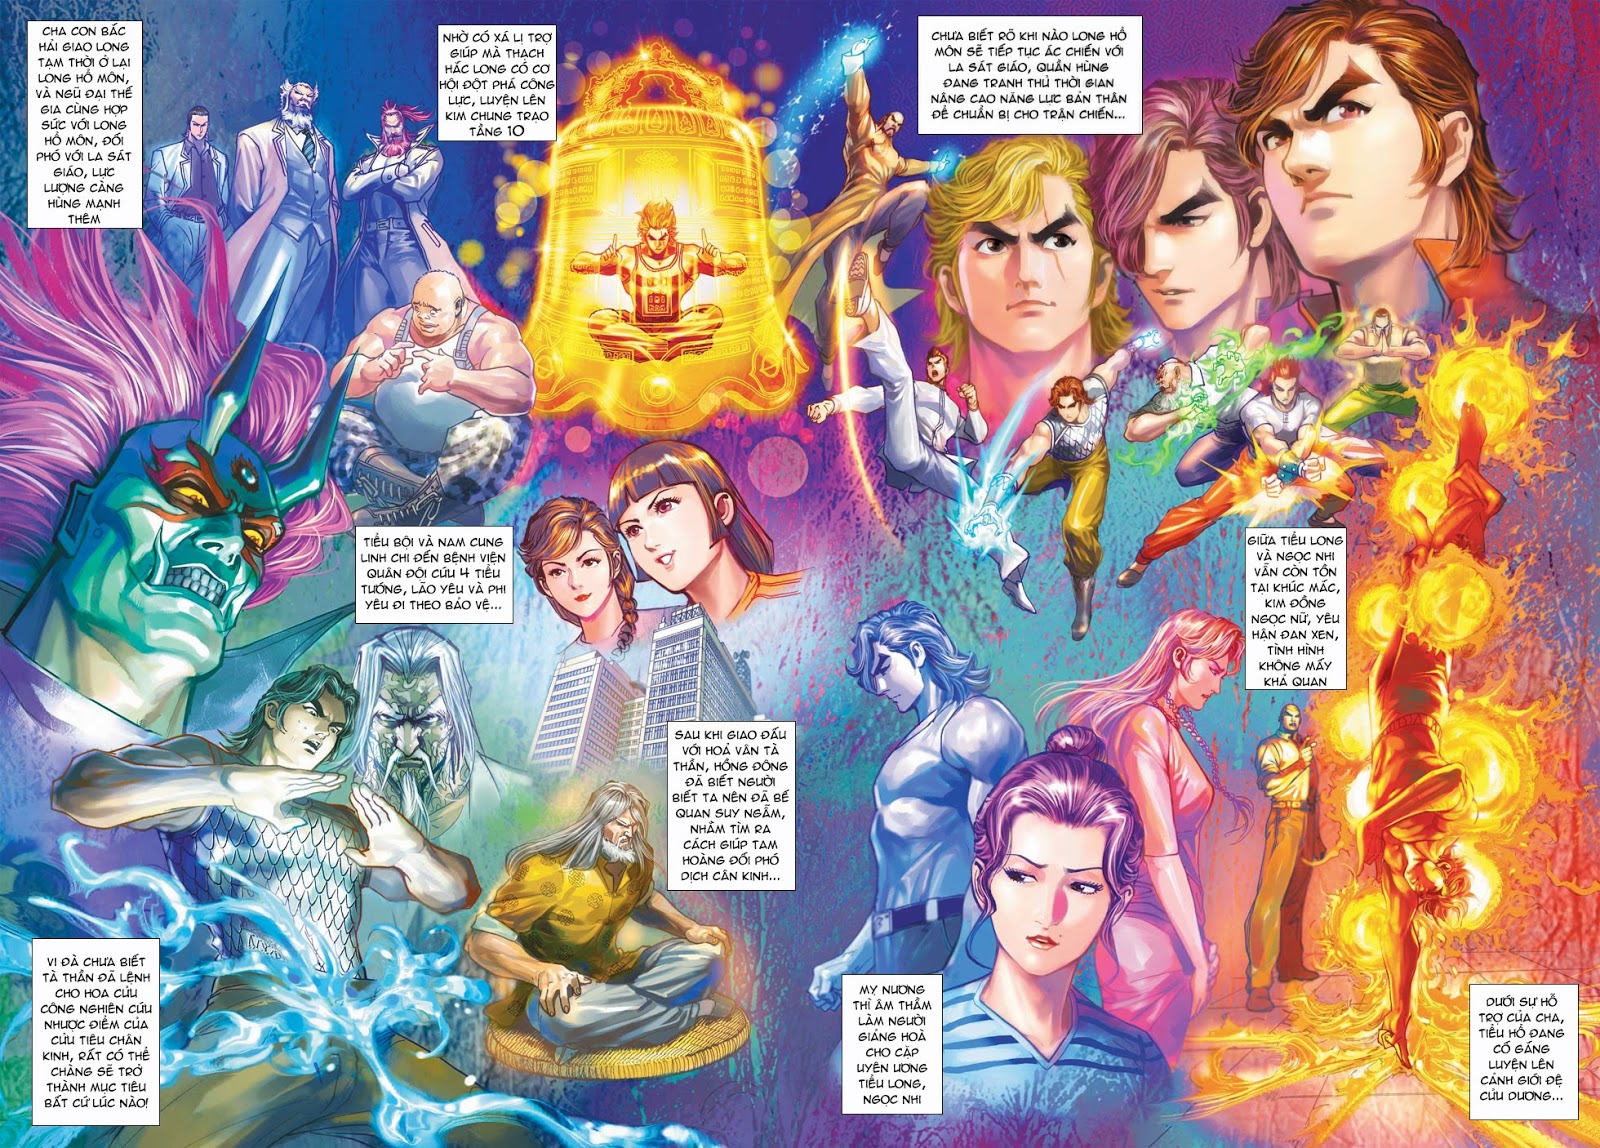 CHA CON BẮC
HẢI GIAO LONG
TẠM THỜI Ở LẠI
LONG HỔ MÔN,
VÀ NGŨ ĐẠI THẾ
GIA CÙNG HỢP
SỨC VỚI LONG
HỔ MÔN, ĐỐI
PHÓ VỚI LA SÁT
GIÁO, LỰC
LƯỢNG CÀNG
HÙNG MẠNH
THÊM
NHỜ CÓ XÁ LỊ TRỢ
GIÚP MÀ THẠCH
HẮC LONG CÓ CƠ
HỘI ĐỘT PHÁ CÔNG
LỰC, LUYỆN LÊN
KIM CHUNG TRẠO
TẦNG 10
CHƯA BIẾT RÕ KHI NÀO LONG HỔ
MÔN SẼ TIẾP TỤC ÁC CHIẾN VỚI
LA SÁT GIÁO, QUẦN HÙNG
ĐANG TRANH THỦ THỜI GIAN
NÂNG CAO NĂNG LỰC BẢN THÂN
ĐỂ CHUẨN BỊ CHO TRẬN CHIẾN...
TIỂU BỘI VÀ NAM CUNG
LINH CHI ĐẾN BỆNH VIỆN
QUÂN ĐỘI CỨU 4 TIỂU
TƯỚNG, LÃO YÊU VÀ PHI
YÊU ĐI THEO BẢO VỆ...
GIỮA TIỂU LONG
VÀ NGỌC NHI
VẪN CÒN TỒN
TẠI KHÚC MẮC,
KIM ĐỒNG
NGỌC NỮ, YÊU
HẬN ĐAN XEN,
TÌNH HÌNH
KHÔNG MẤY
KHẢ QUAN
SAU KHI GIAO ĐẤU
VỚI HOẢ VÂN TÀ
THẦN, HỒNG ĐÔNG
ĐÃ BIẾT NGƯỜI
BIẾT TA NÊN ĐÃ BẾ
QUAN SUY NGẪM,
NHẰM TÌM RA
CÁCH GIÚP TAM
HOÀNG ĐỐI PHÓ
DỊCH CÂN KINH...
VI ĐÀ CHƯA BIẾT
TÀ THẦN ĐÃ LỆNH
CHO HOA CỬU
CÔNG NGHIÊN CỨU
NHƯỢC ĐIỂM CỦA
CỬU TIÊU CHÂN
KINH, RẤT CÓ THỂ
CHÀNG SẼ TRỞ
THÀNH MỤC TIÊU
BẤT CỨ LÚC NÀO!
MỴ NƯƠNG
THÌ ÂM THẦM
LÀM NGƯỜI
GIẢNG HOÀ
CHO CẶP
UYÊN ƯƠNG
TIỂU LONG,
NGỌC NHI
DƯỚI SỰ HỖ
TRỢ CỦA CHA,
TIỂU HỔ ĐANG
CỐ GẮNG
LUYỆN LÊN
CẢNH GIỚI ĐỆ
CỬU DƯƠNG...